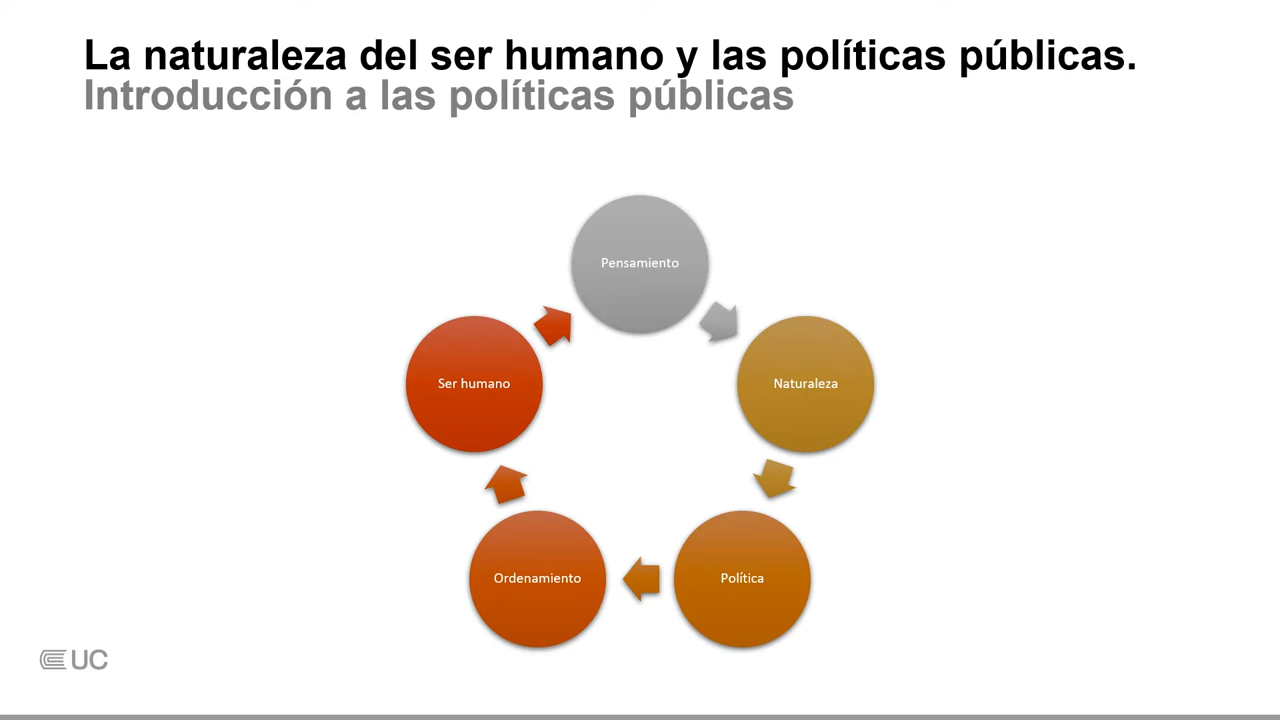 La naturaleza del ser humano y las políticas públicas.
Introducción a las políticas públicas
Pensamiento
Naturaleza
Política
Ordenamiento
Ser humano
UC